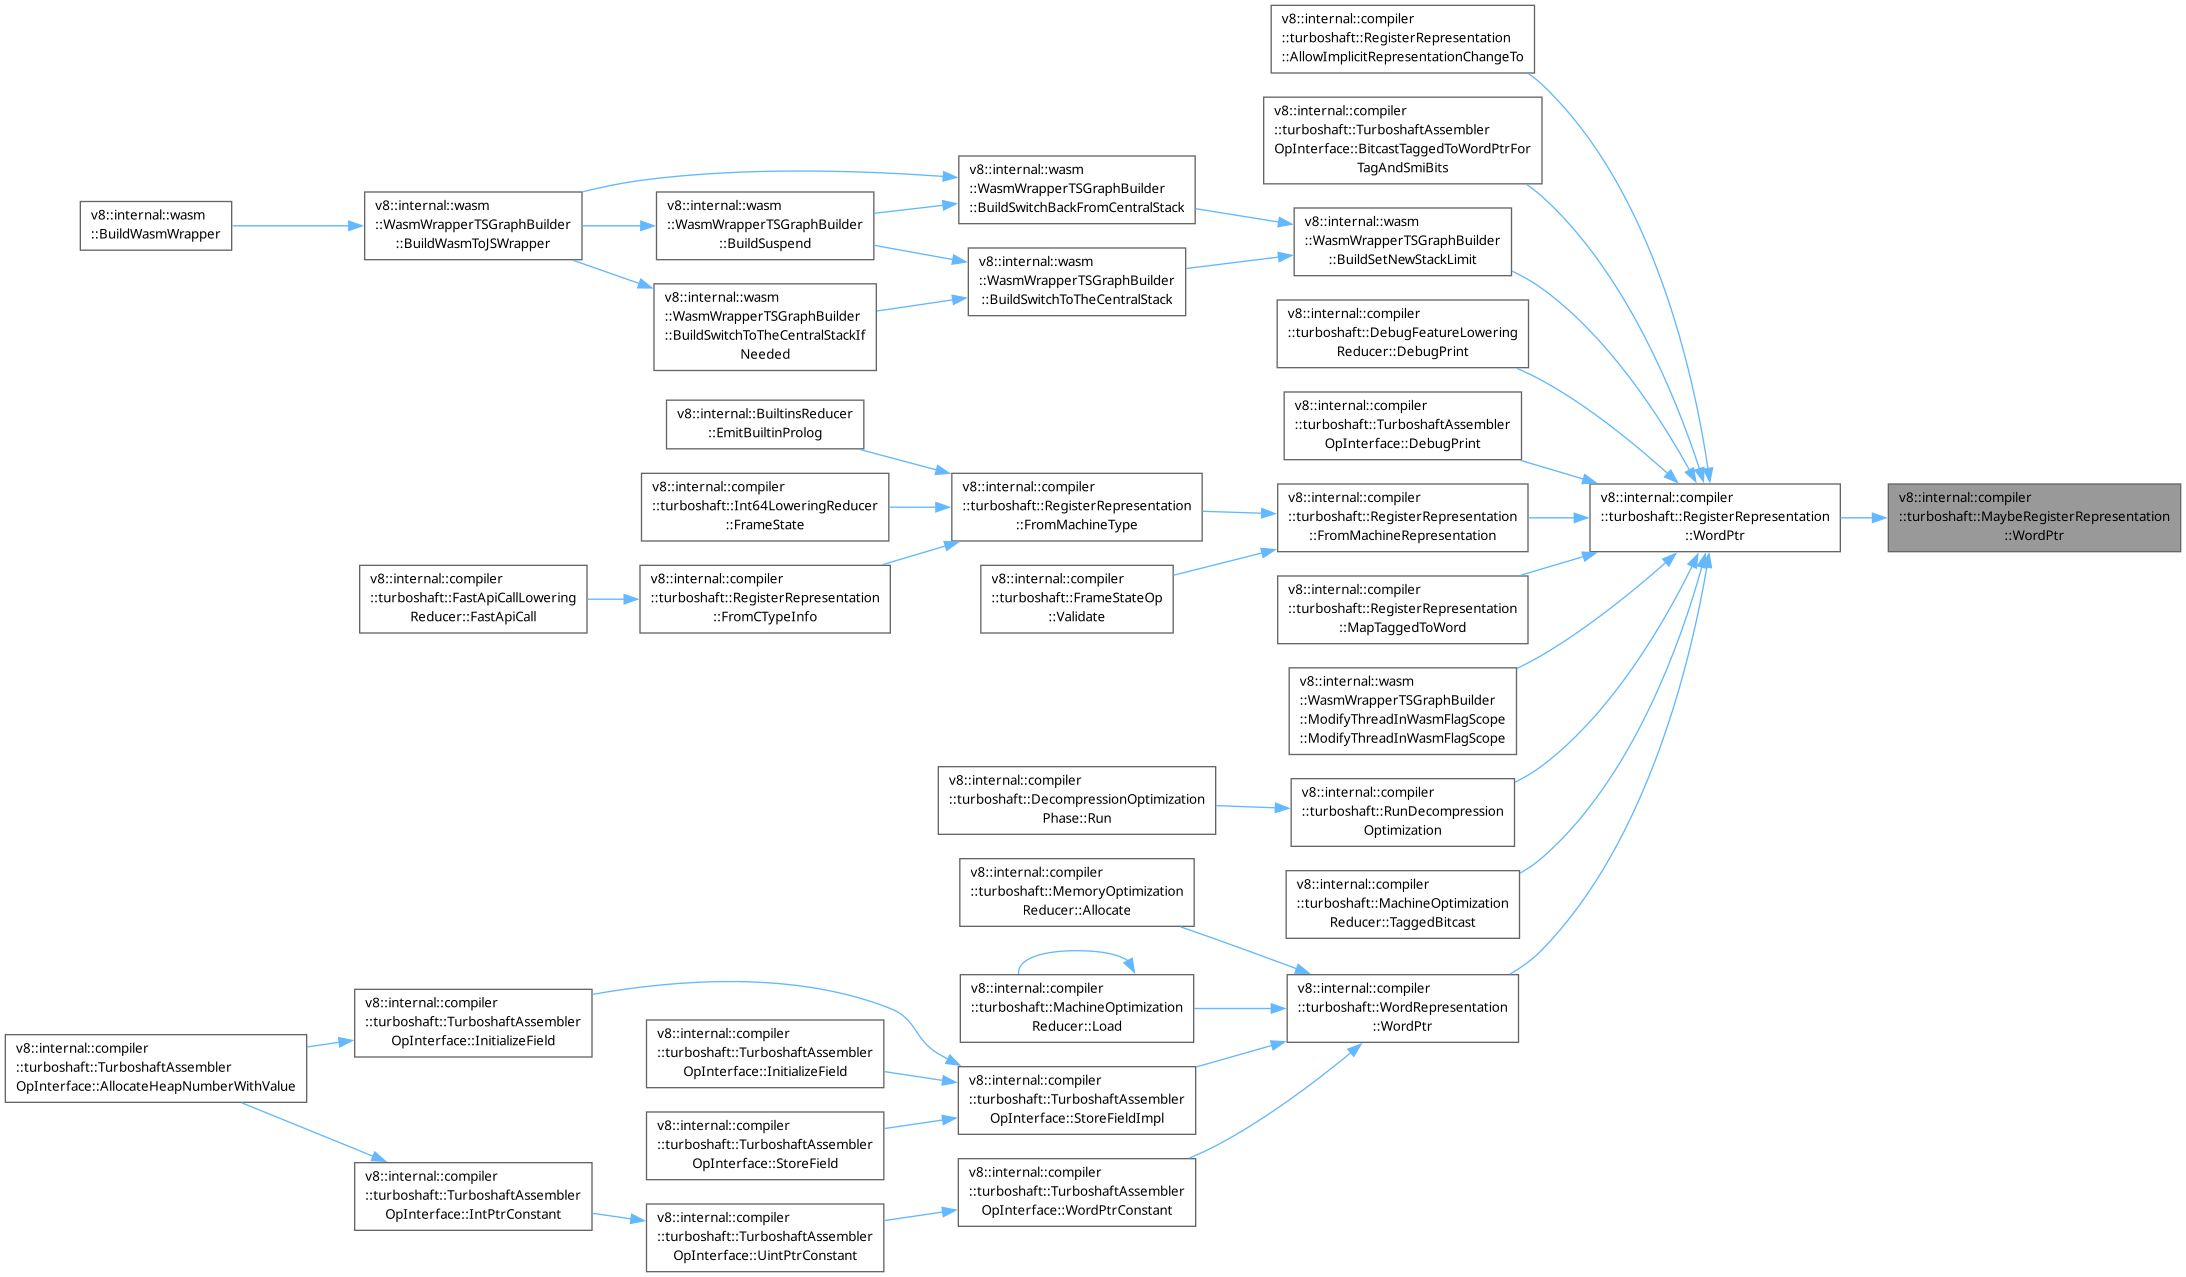 v8::internal::compiler
::turboshaft::RegisterRepresentation
::AllowImplicitRepresentationChangeTo
v8::internal::compiler
::turboshaft::TurboshaftAssembler
OpInterface::BitcastTaggedToWordPtrFor
TagAndSmiBits
v8::internal::wasm
::WasmWrapperTSGraphBuilder
::BuildSwitchBackFromCentralStack
v8::internal::wasm
::WasmWrapperTSGraphBuilder
::BuildWasmToJSWrapper
v8::internal::wasm
::WasmWrapperTSGraphBuilder
::BuildSuspend
v8::internal::wasm
::BuildWasmWrapper
v8::internal::wasm
::WasmWrapperTSGraphBuilder
::BuildSetNewStackLimit
v8::internal::wasm
::WasmWrapperTSGraphBuilder
::BuildSwitchToTheCentralStack
v8::internal::wasm
::WasmWrapperTSGraphBuilder
::BuildSwitchToTheCentralStackIf
Needed
v8::internal::compiler
::turboshaft::DebugFeatureLowering
Reducer::DebugPrint
v8::internal::compiler
::turboshaft::TurboshaftAssembler
OpInterface::DebugPrint
v8::internal::BuiltinsReducer
::EmitBuiltinProlog
v8::internal::compiler
::turboshaft::Int64LoweringReducer
::FrameState
v8::internal::compiler
::turboshaft::RegisterRepresentation
::FromMachineType
v8::internal::compiler
::turboshaft::RegisterRepresentation
::FromMachineRepresentation
v8::internal::compiler
::turboshaft::RegisterRepresentation
::WordPtr
v8::internal::compiler
::turboshaft::MaybeRegisterRepresentation
::WordPtr
v8::internal::compiler
::turboshaft::FastApiCallLowering
Reducer::FastApiCall
v8::internal::compiler
::turboshaft::RegisterRepresentation
::FromCTypeInfo
v8::internal::compiler
::turboshaft::FrameStateOp
::Validate
v8::internal::compiler
::turboshaft::RegisterRepresentation
::MapTaggedToWord
v8::internal::wasm
::WasmWrapperTSGraphBuilder
::ModifyThreadInWasmFlagScope
::ModifyThreadInWasmFlagScope
v8::internal::compiler
::turboshaft::DecompressionOptimization
Phase::Run
v8::internal::compiler
::turboshaft::RunDecompression
Optimization
v8::internal::compiler
::turboshaft::MemoryOptimization
Reducer::Allocate
v8::internal::compiler
::turboshaft::MachineOptimization
Reducer::TaggedBitcast
v8::internal::compiler
::turboshaft::MachineOptimization
Reducer::Load
v8::internal::compiler
::turboshaft::WordRepresentation
::WordPtr
v8::internal::compiler
::turboshaft::TurboshaftAssembler
OpInterface::InitializeField
v8::internal::compiler
::turboshaft::TurboshaftAssembler
OpInterface::InitializeField
v8::internal::compiler
::turboshaft::TurboshaftAssembler
OpInterface::AllocateHeapNumberWithValue
v8::internal::compiler
::turboshaft::TurboshaftAssembler
OpInterface::StoreFieldImpl
v8::internal::compiler
::turboshaft::TurboshaftAssembler
OpInterface::StoreField
v8::internal::compiler
::turboshaft::TurboshaftAssembler
OpInterface::IntPtrConstant
v8::internal::compiler
::turboshaft::TurboshaftAssembler
OpInterface::WordPtrConstant
v8::internal::compiler
::turboshaft::TurboshaftAssembler
OpInterface::UintPtrConstant